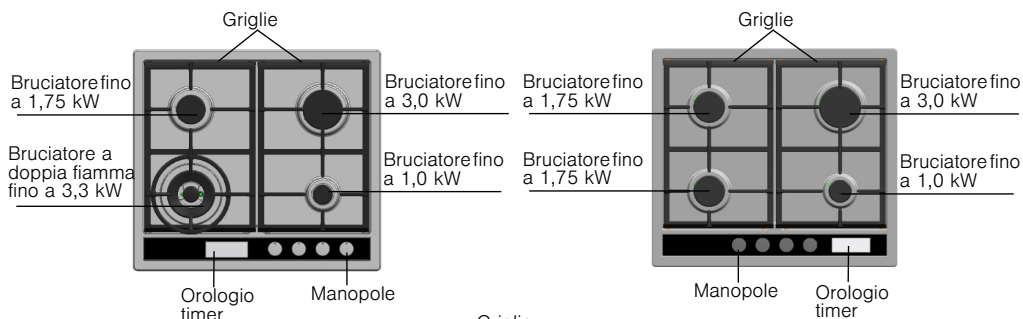 Griglie
Bruciatore fino
a 1,75 kW
Bruciatore fino
a 3,0 kW
Bruciatore a
doppia fiamma
fino a 3,3 kW
Bruciatore fino
a 1,0 kW
Orologio
timer
Manopole
Griglie
Bruciatore fino
a 1,75 kW
Bruciatore fino
a 3,0 kW
Bruciatore fino
a 1,75 kW
Bruciatore fino
a 1,0 kW
Manopole
Orologio
timer
Griglie